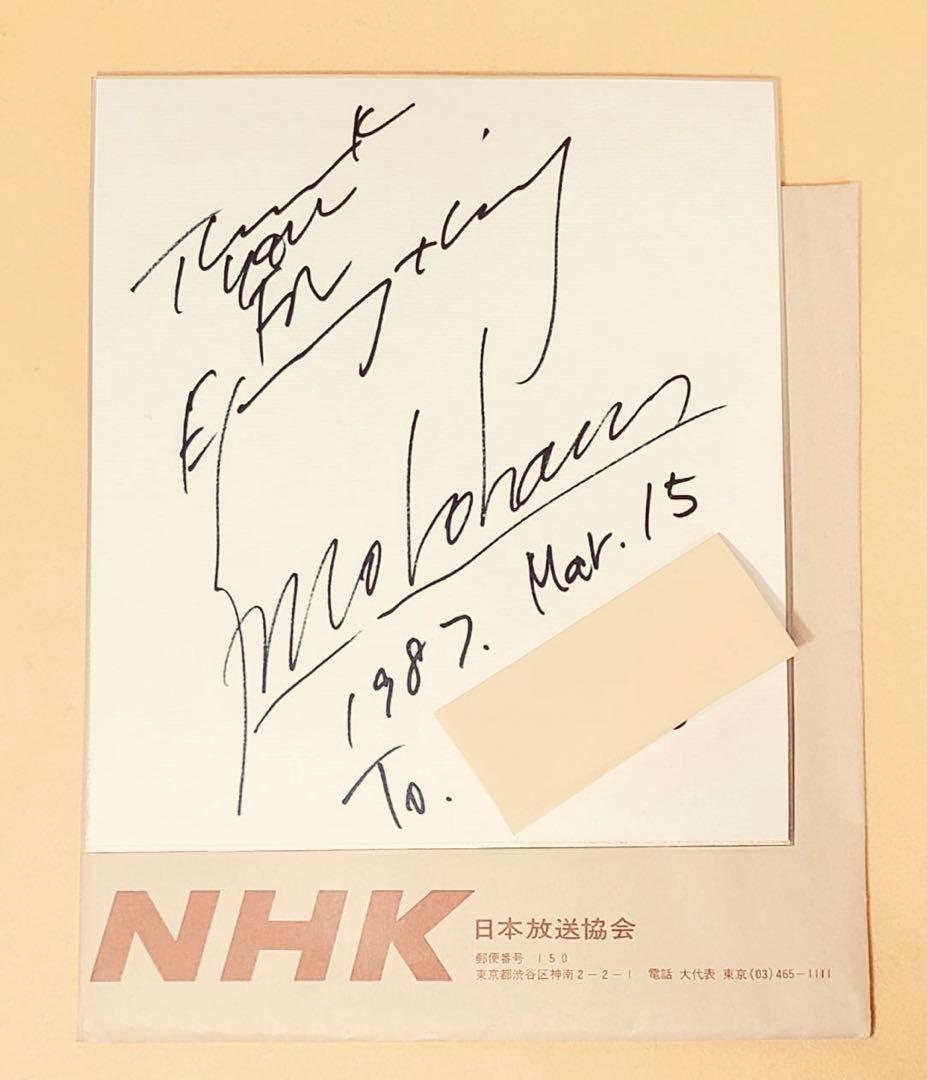 Thank
you
For
Everything
Motoharu
1987. Mar. 15
To.
NHK
日本放送協会
郵便番号 150
東京都渋谷区神南2-2-1 電話 大代表 東京(03)465-1111